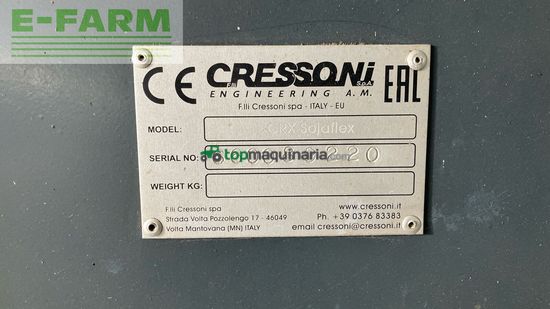 E-FARM
CE F.lli CRESSONi S.p.A. EAC
ENGINEERING A.M.
F.lli Cressoni spa - ITALY - EU
MODEL: CRX Sojaflex
SERIAL NO:
topmaquinaria.com
WEIGHT KG:
F.lli Cressoni spa
Strada Volta Pozzolengo 17 - 46049
Volta Mantovana (MN) ITALY
www.cressoni.it
Ph. +39 0376 83383
email cressoni@cressoni.it